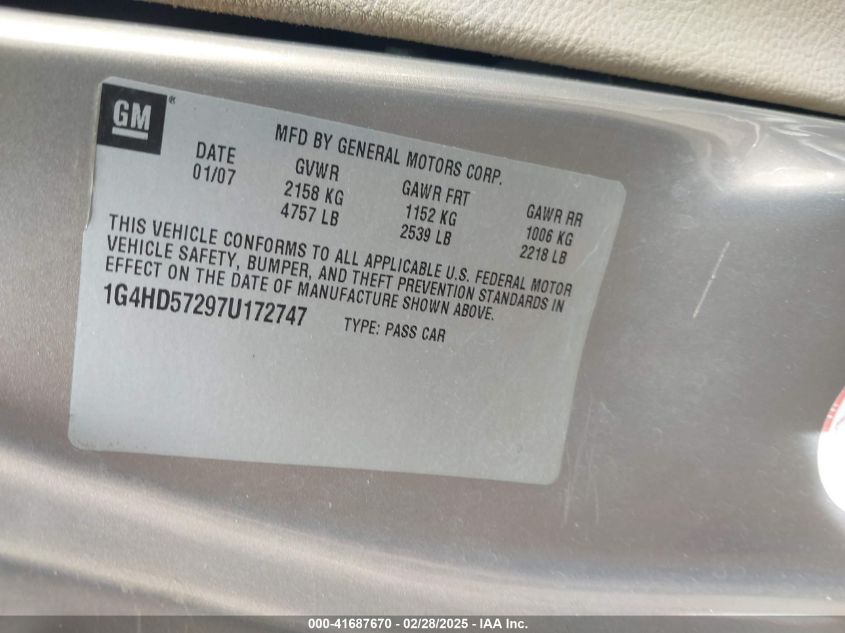 GM®
MFD BY GENERAL MOTORS CORP.
DATE GVWR GAWR FRT GAWR RR
01/07 2158 KG 1152 KG 1006 KG
4757 LB 2539 LB 2218 LB
THIS VEHICLE CONFORMS TO ALL APPLICABLE U.S. FEDERAL MOTOR
VEHICLE SAFETY, BUMPER, AND THEFT PREVENTION STANDARDS IN
EFFECT ON THE DATE OF MANUFACTURE SHOWN ABOVE.
1G4HD57297U172747 TYPE: PASS CAR
000-41687670 – 02/28/2025 – IAA Inc.